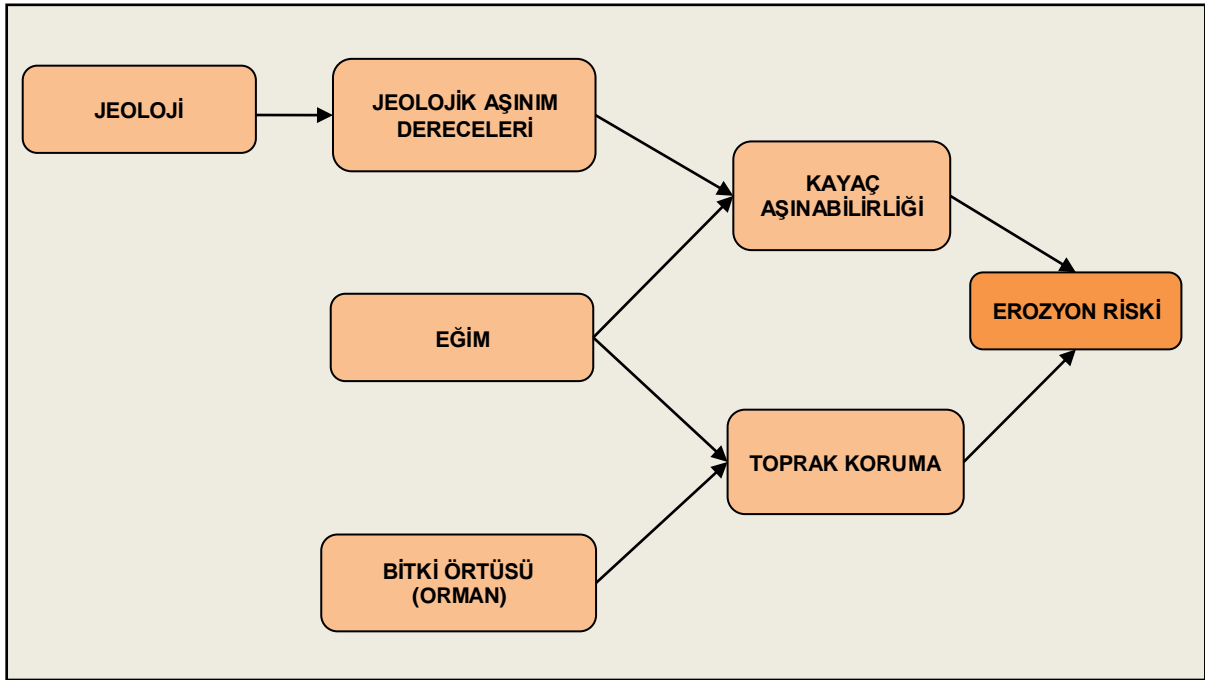 JEOLOJİ
JEOLOJİK AŞINIM
DERECELERİ
KAYAÇ
AŞINABİLİRLİĞİ
EĞİM
EROZYON RİSKİ
TOPRAK KORUMA
BİTKİ ÖRTÜSÜ
(ORMAN)